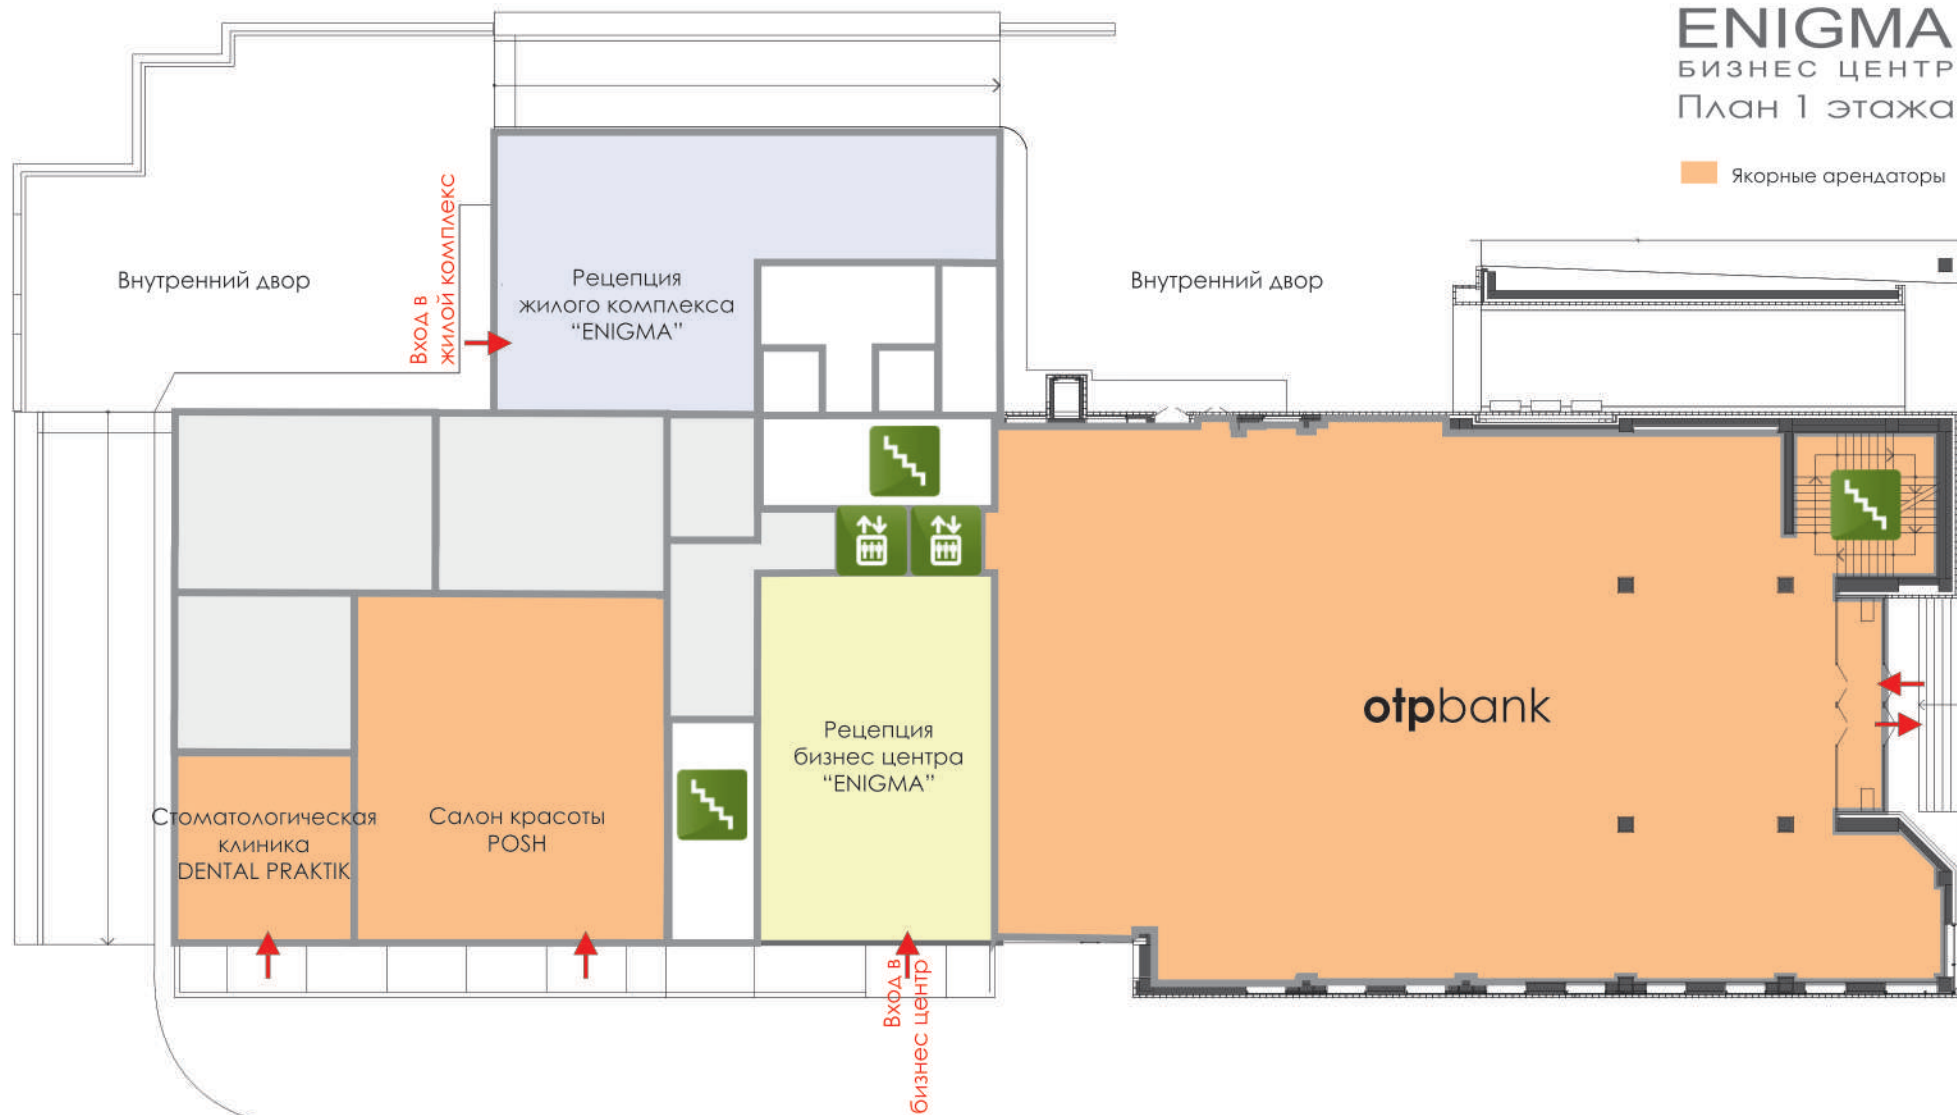 ENIGMA
БИЗНЕС ЦЕНТР
План 1 этажа
Якорные арендаторы
Внутренний двор
Вход в
жилой комплекс
Рецепция
жилого комплекса
“ENIGMA”
Внутренний двор
otpbank
Рецепция
бизнес центра
“ENIGMA”
Стоматологическая
клиника
DENTAL PRAKTIK
Салон красоты
POSH
Вход в
бизнес центр